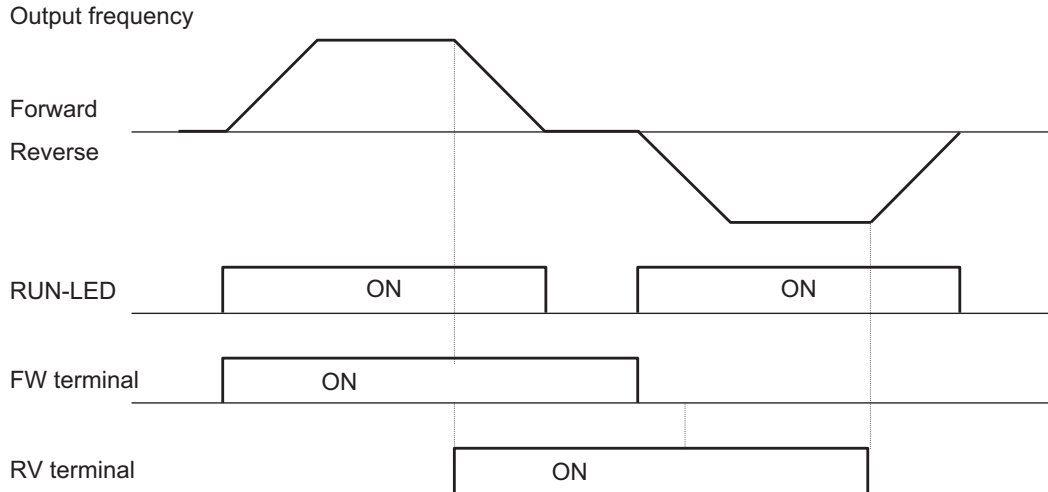 Output frequency
Forward
Reverse
RUN-LED
ON
ON
FW terminal
ON
RV terminal
ON